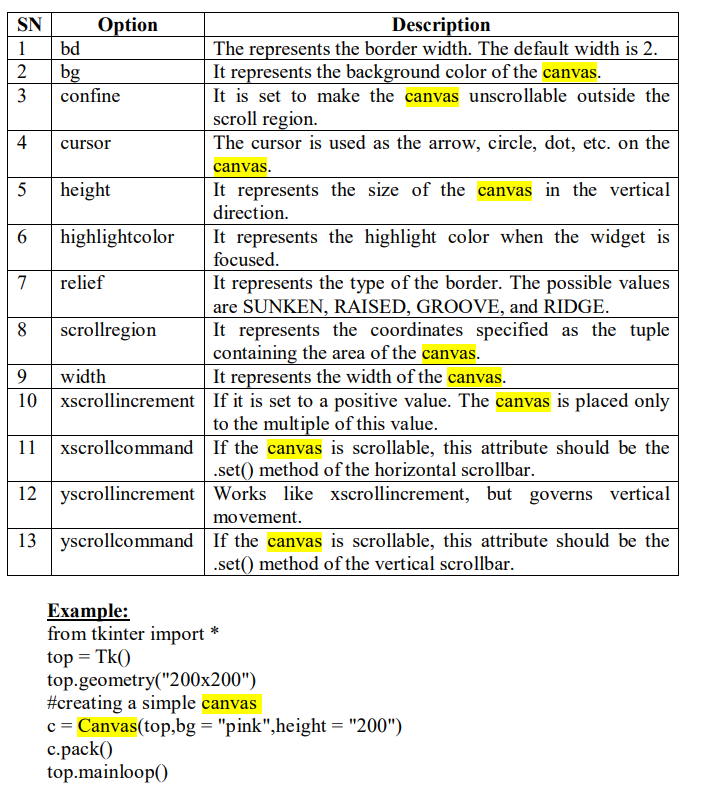 SN Option Description
1 bd The represents the border width. The default width is 2.
2 bg It represents the background color of the canvas.
3 confine It is set to make the canvas unscrollable outside the
scroll region.
4 cursor The cursor is used as the arrow, circle, dot, etc. on the
canvas.
5 height It represents the size of the canvas in the vertical
direction.
6 highlightcolor It represents the highlight color when the widget is
focused.
7 relief It represents the type of the border. The possible values
are SUNKEN, RAISED, GROOVE, and RIDGE.
8 scrollregion It represents the coordinates specified as the tuple
containing the area of the canvas.
9 width It represents the width of the canvas.
10 xscrollincrement If it is set to a positive value. The canvas is placed only
to the multiple of this value.
11 xscrollcommand If the canvas is scrollable, this attribute should be the
.set() method of the horizontal scrollbar.
12 yscrollincrement Works like xscrollincrement, but governs vertical
movement.
13 yscrollcommand If the canvas is scrollable, this attribute should be the
.set() method of the vertical scrollbar.
Example:
from tkinter import *
top = Tk()
top.geometry("200x200")
#creating a simple canvas
c = Canvas(top,bg = "pink",height = "200")
c.pack()
top.mainloop()